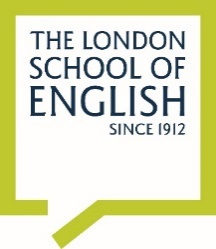 THE LONDON
SCHOOL OF
ENGLISH
SINCE 1912